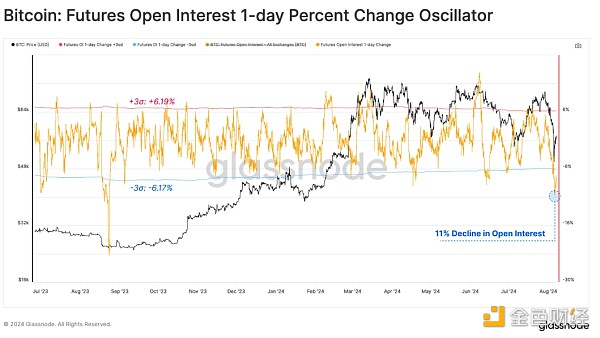 Bitcoin: Futures Open Interest 1-day Percent Change Oscillator
BTC: Price [USD] Futures OI 1-day Change +3sd Futures OI 1-day Change -3sd BTC: Futures Open Interest - All Exchanges [BTC] Futures Open Interest 1-day Change
$64k +3σ: +6.19% 4%
$48k glassnode -6%
-3σ: -6.17%
$32k -16%
11% Decline in Open Interest
$16k -30%
Jul '23 Aug '23 Sep '23 Oct '23 Nov '23 Dec '23 Jan '24 Feb '24 Mar '24 Apr '24 May '24 Jun '24 Jul '24 Aug '24
© 2024 Glassnode. All Rights Reserved. glassnode
金色财经